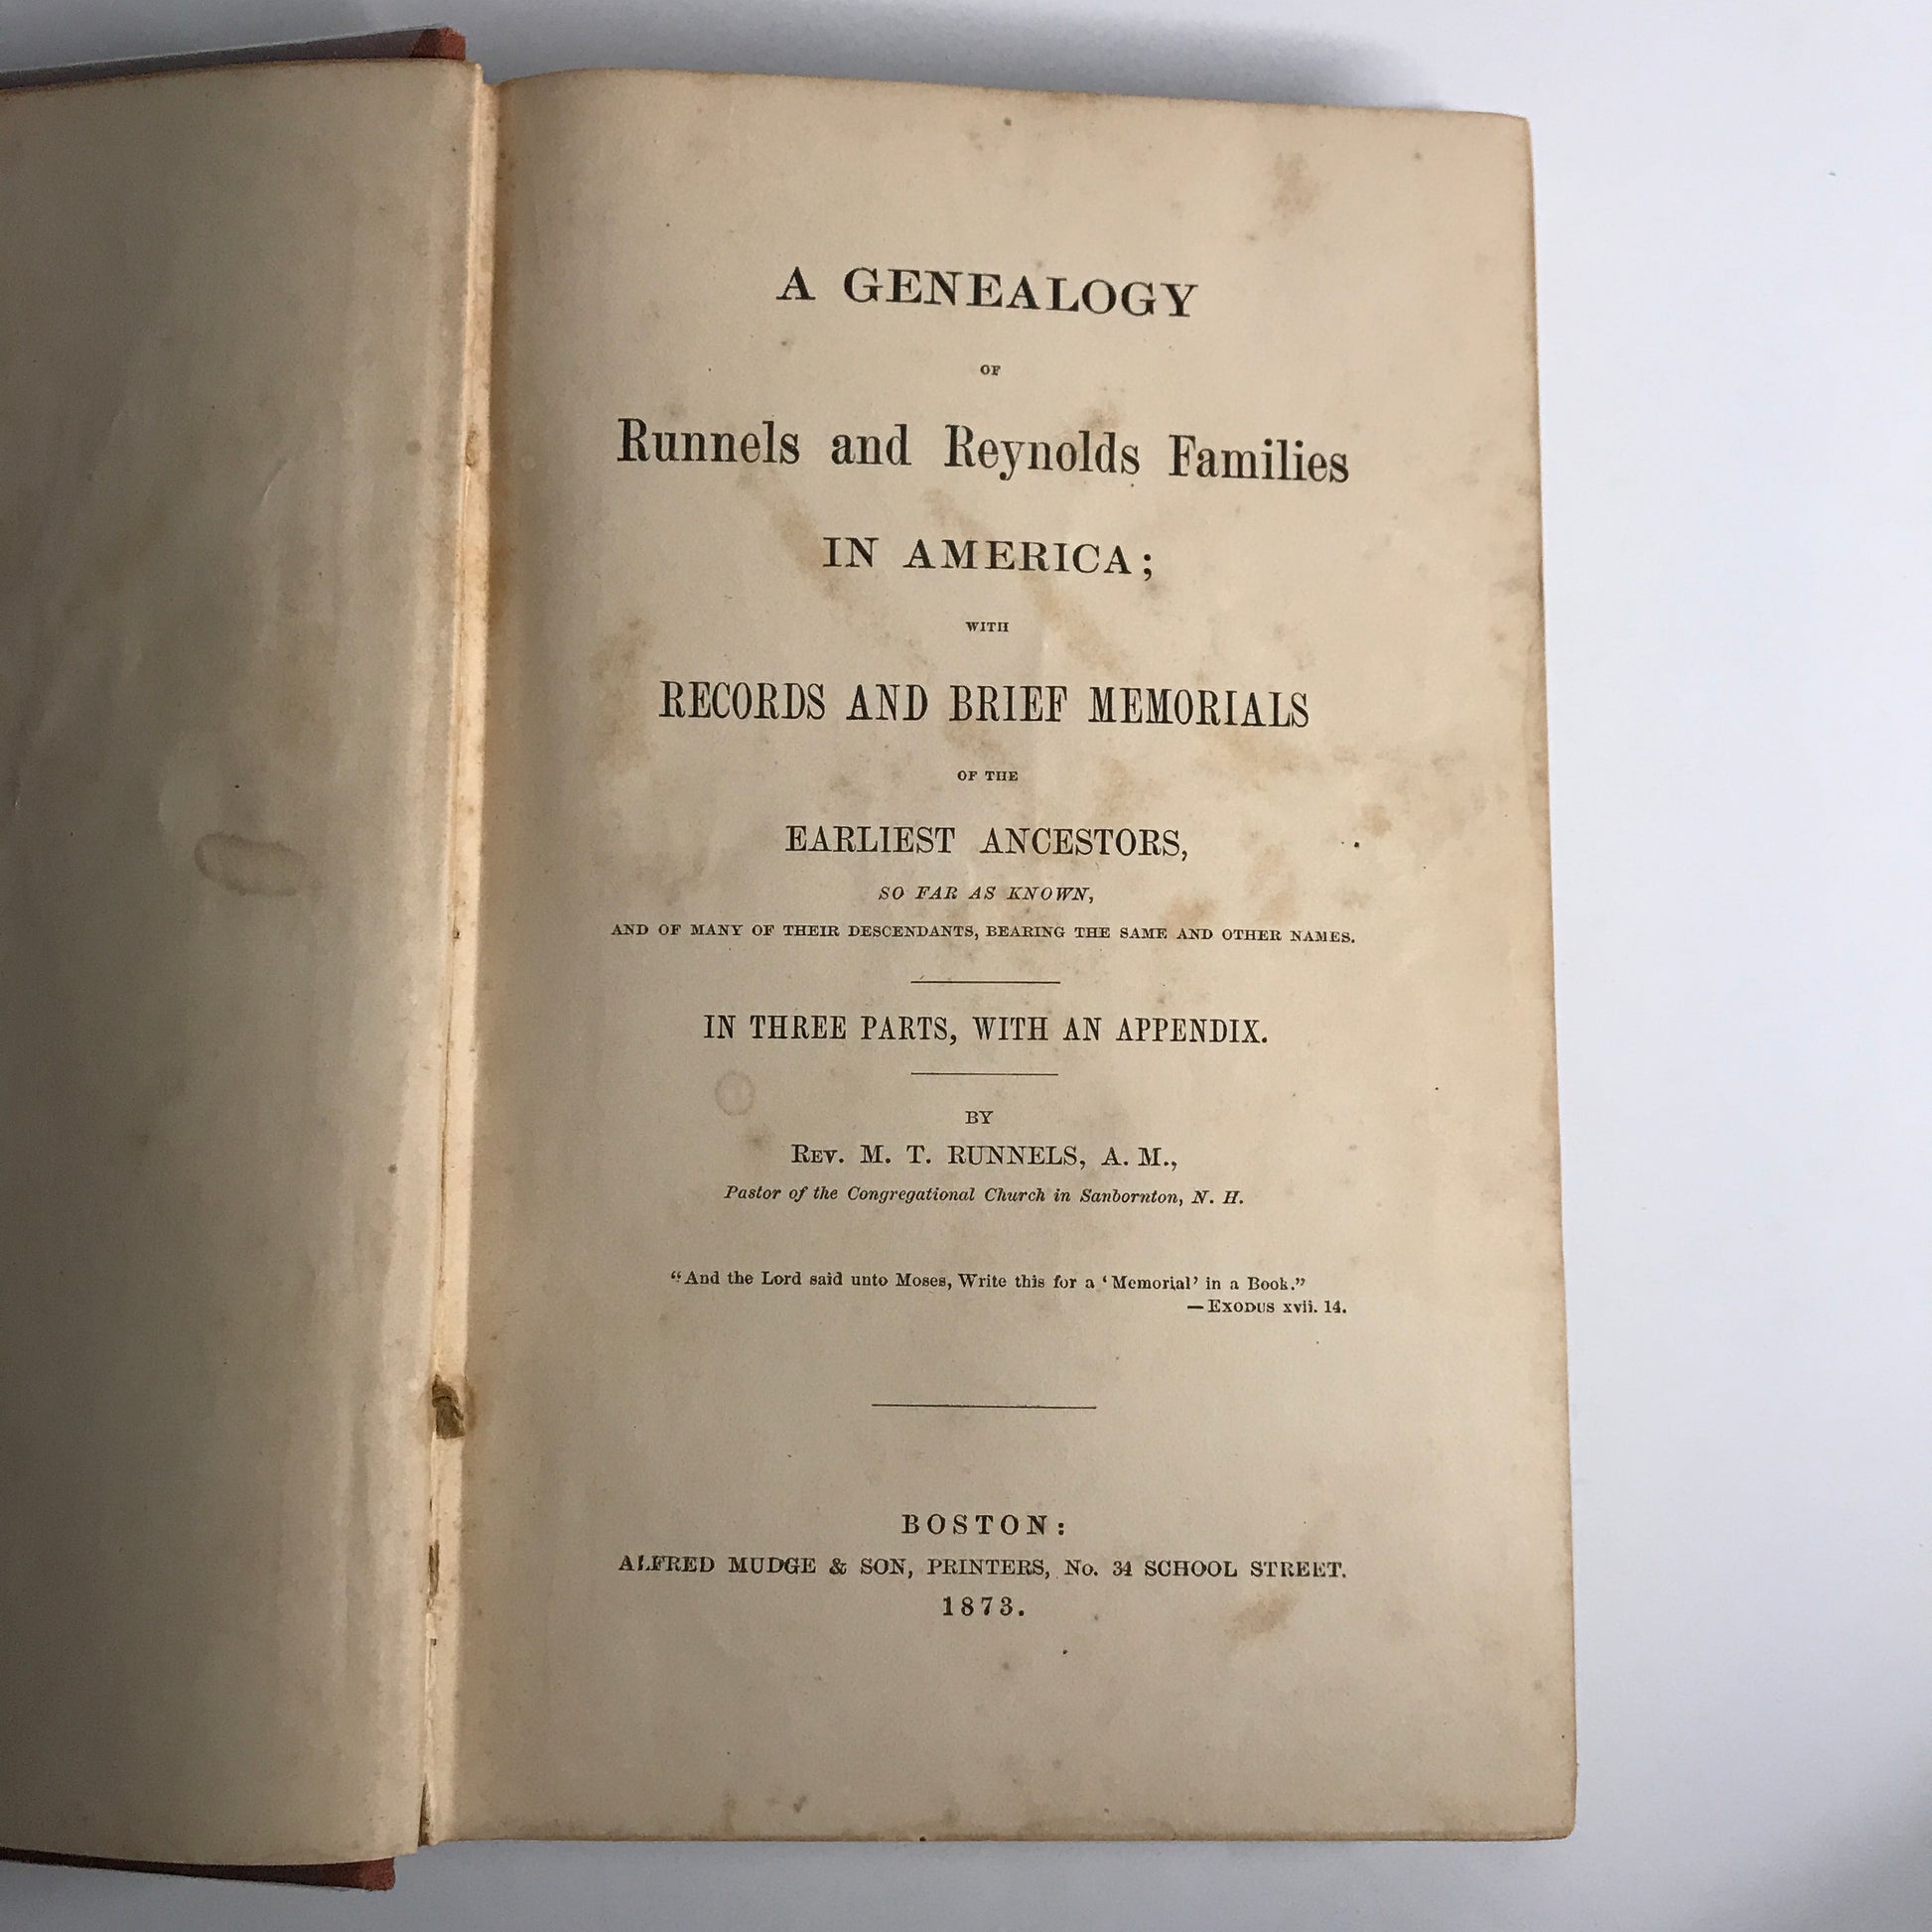 A GENEALOGY
OF
Runnels and Reynolds Families
IN AMERICA;
WITH
RECORDS AND BRIEF MEMORIALS
OF THE
EARLIEST ANCESTORS,
SO FAR AS KNOWN,
AND OF MANY OF THEIR DESCENDANTS, BEARING THE SAME AND OTHER NAMES.
IN THREE PARTS, WITH AN APPENDIX.
BY
REV. M. T. RUNNELS, A. M.,
Pastor of the Congregational Church in Sanbornton, N. H.
“And the Lord said unto Moses, Write this for a ‘Memorial’ in a Book.”
—EXODUS xvii. 14.
BOSTON:
ALFRED MUDGE & SON, PRINTERS, No. 34 SCHOOL STREET.
1873.